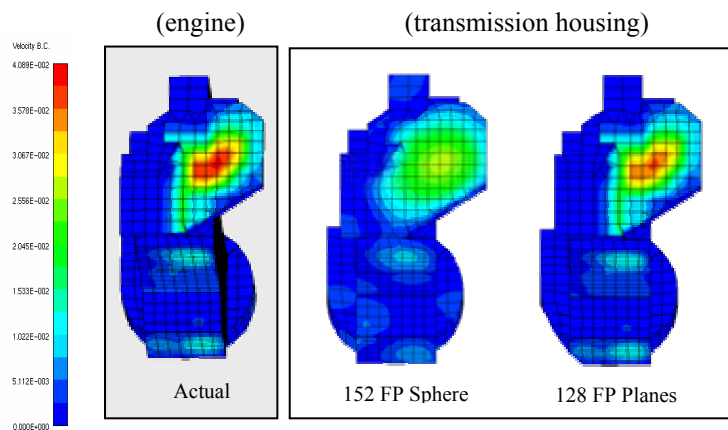 (engine)
(transmission housing)
Velocity B.C.
4.089E-002
3.578E-002
3.067E-002
2.556E-002
2.045E-002
1.533E-002
1.022E-002
5.112E-003
0.000E+000
Actual
152 FP Sphere
128 FP Planes